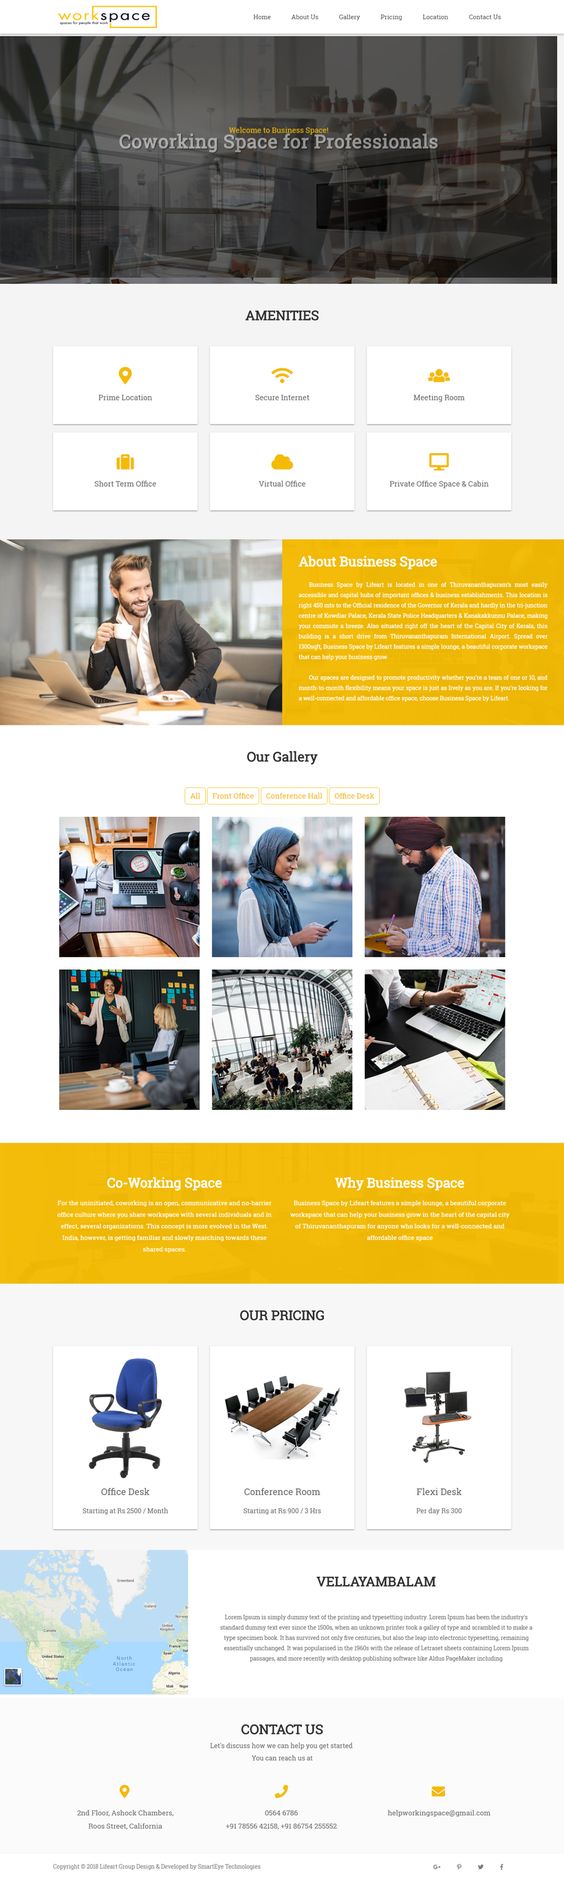 workspace
spaces for people that work
Home About Us Gallery Pricing Location Contact Us
Welcome to Business Space!
Coworking Space for Professionals
AMENITIES
Prime Location
Secure Internet
Meeting Room
Short Term Office
Virtual Office
Private Office Space & Cabin
About Business Space
Business Space by Lifeart is located in one of Thiruvananthapuram's most easily
accessible and capital hubs of important offices & business establishments. This location is
right 450 mts to the Official residence of the Governor of Kerala and hardly in the tri-junction
centre of Kowdiar Palace, Kerala State Police Headquarters & Kanakakkunnu Palace, making
your commute a breeze. Also situated right off the heart of the Capital City of Kerala, this
building is a short drive from Thiruvananthapuram International Airport. Spread over
1300sqft, Business Space by Lifeart features a simple lounge, a beautiful corporate workspace
that can help your business grow
Our spaces are designed to promote productivity whether you're a team of one or 10, and
month-to-month flexibility means your space is just as lively as you are. If you're looking for
a well-connected and affordable office space, choose Business Space by Lifeart.
Our Gallery
All Front Office Conference Hall Office Desk
Co-Working Space
For the uninitiated, coworking is an open, communicative and no-barrier
office culture where you share workspace with several individuals and in
effect, several organizations. This concept is more evolved in the West.
India, however, is getting familiar and slowly marching towards these
shared spaces.
Why Business Space
Business Space by Lifeart features a simple lounge, a beautiful corporate
workspace that can help your business grow in the heart of the capital city
of Thiruvananthapuram for anyone who looks for a well-connected and
affordable office space
OUR PRICING
Office Desk
Starting at Rs.2500 / Month
Conference Room
Starting at Rs.900 / 3 Hrs
Flexi Desk
Per day Rs 300
Greenland
Canada
United States
Mexico
North
Atlantic
Ocean
Spain
Algeria
Mali
Niger
VELLAYAMBALAM
Lorem Ipsum is simply dummy text of the printing and typesetting industry. Lorem Ipsum has been the industry's
standard dummy text ever since the 1500s, when an unknown printer took a galley of type and scrambled it to make a
type specimen book. It has survived not only five centuries, but also the leap into electronic typesetting, remaining
essentially unchanged. It was popularised in the 1960s with the release of Letraset sheets containing Lorem Ipsum
passages, and more recently with desktop publishing software like Aldus PageMaker including
CONTACT US
Let's discuss how we can help you get started
You can reach us at
2nd Floor, Ashock Chambers,
Roos Street, California
0564 6786
+91 78556 42158, +91 86754 255552
helpworkingspace@gmail.com
Copyright © 2018 Lifeart Group Design & Developed by SmartEye Technologies